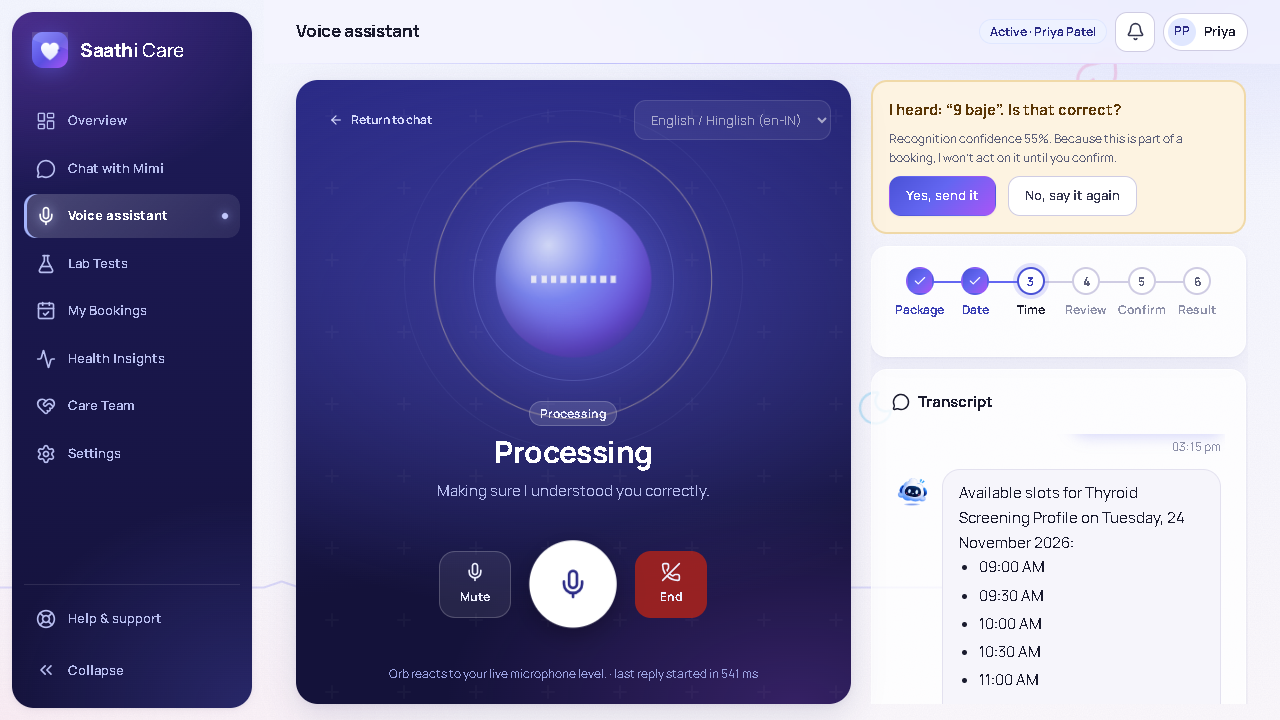 Saathi Care
Overview
Chat with Mimi
Voice assistant
Lab Tests
My Bookings
Health Insights
Care Team
Settings
Help & support
Collapse
Voice assistant
Active · Priya Patel
PP
Priya
Return to chat
English / Hinglish (en-IN)
Processing
Processing
Making sure I understood you correctly.
Mute
End
Orb reacts to your live microphone level. · last reply started in 541 ms
I heard: “9 baje”. Is that correct?
Recognition confidence 55%. Because this is part of a
booking, I won't act on it until you confirm.
Yes, send it
No, say it again
3
4
5
6
Package
Date
Time
Review
Confirm
Result
Transcript
03:15 pm
Available slots for Thyroid
Screening Profile on Tuesday, 24
November 2026:
• 09:00 AM
• 09:30 AM
• 10:00 AM
• 10:30 AM
• 11:00 AM